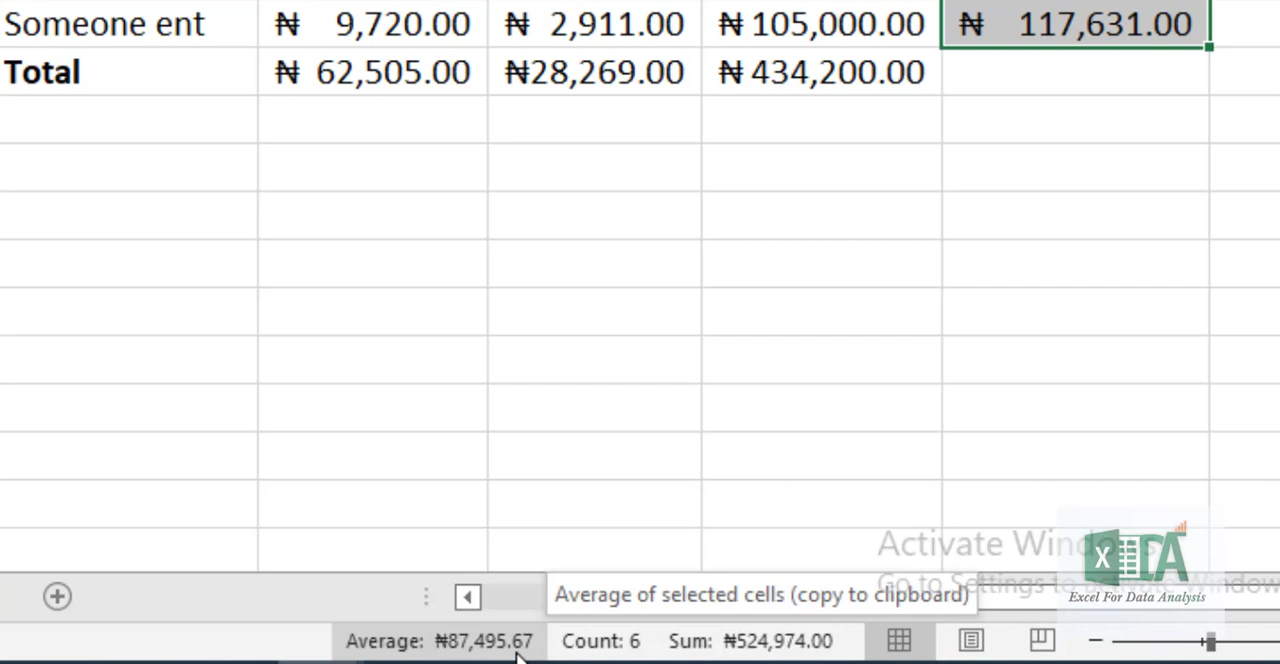 Someone ent ₦ 9,720.00 ₦ 2,911.00 ₦ 105,000.00 ₦ 117,631.00
Total ₦ 62,505.00 ₦28,269.00 ₦ 434,200.00
Activate Windows
Go to Settings to activate Windows
X DA
Excel For Data Analysis
Average of selected cells (copy to clipboard)
Average: ₦87,495.67 Count: 6 Sum: ₦524,974.00